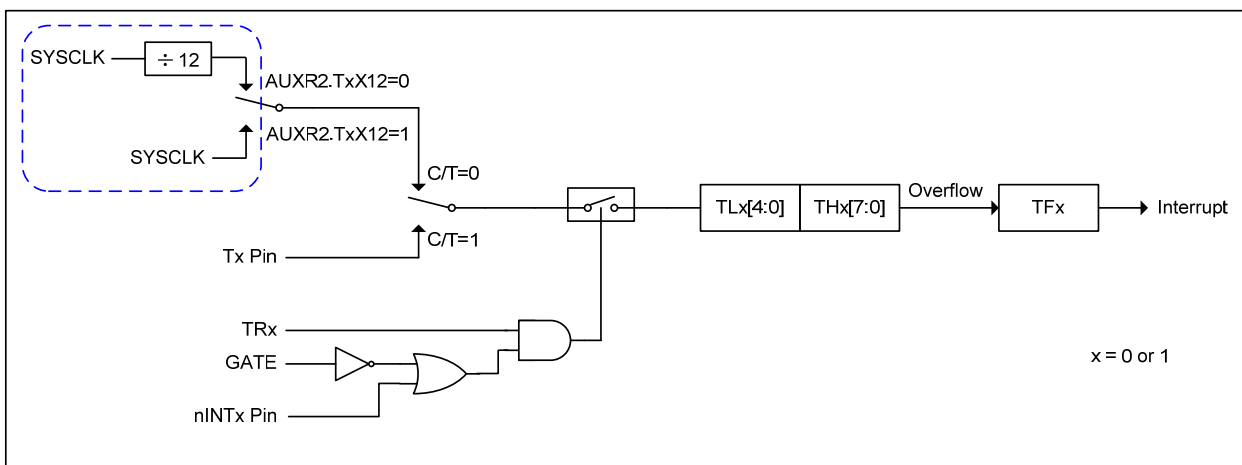 SYSCLK
÷ 12
AUXR2.TxX12=0
AUXR2.TxX12=1
SYSCLK
C/T=0
C/T=1
Tx Pin
TLx[4:0]
THx[7:0]
Overflow
TFx
Interrupt
TRx
GATE
nINTx Pin
x = 0 or 1